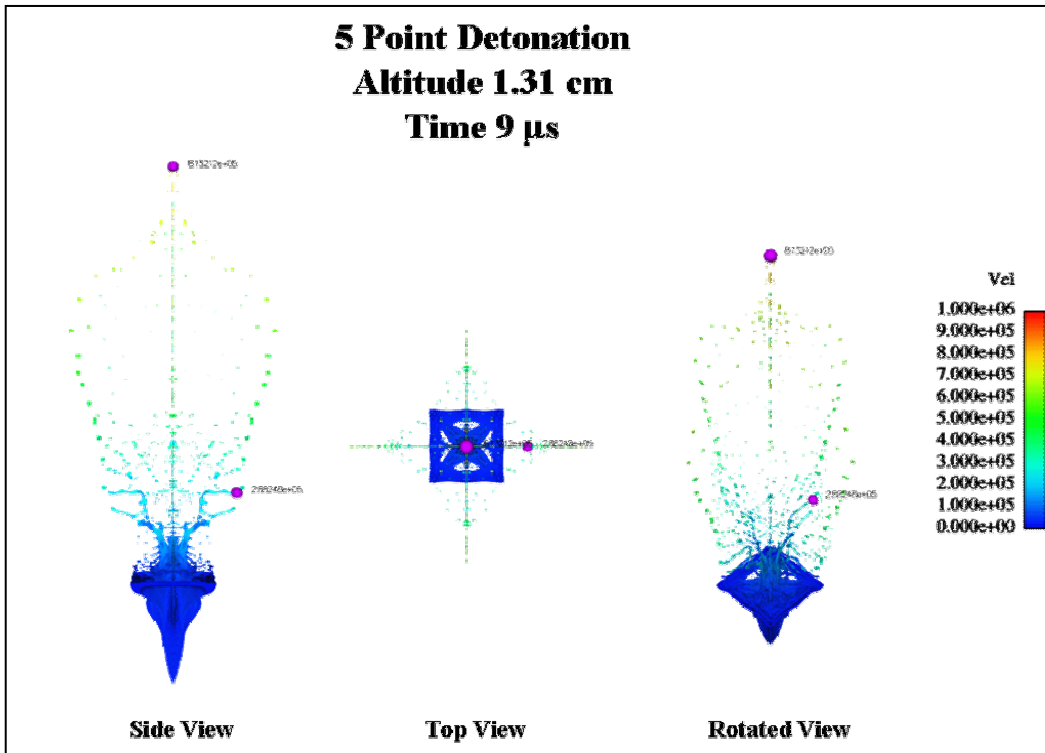 5 Point Detonation
Altitude 1.31 cm
Time 9 μs
Vel
1.000e+06
9.000e+05
8.000e+05
7.000e+05
6.000e+05
5.000e+05
4.000e+05
3.000e+05
2.000e+05
1.000e+05
0.000e+00
Side View
Top View
Rotated View